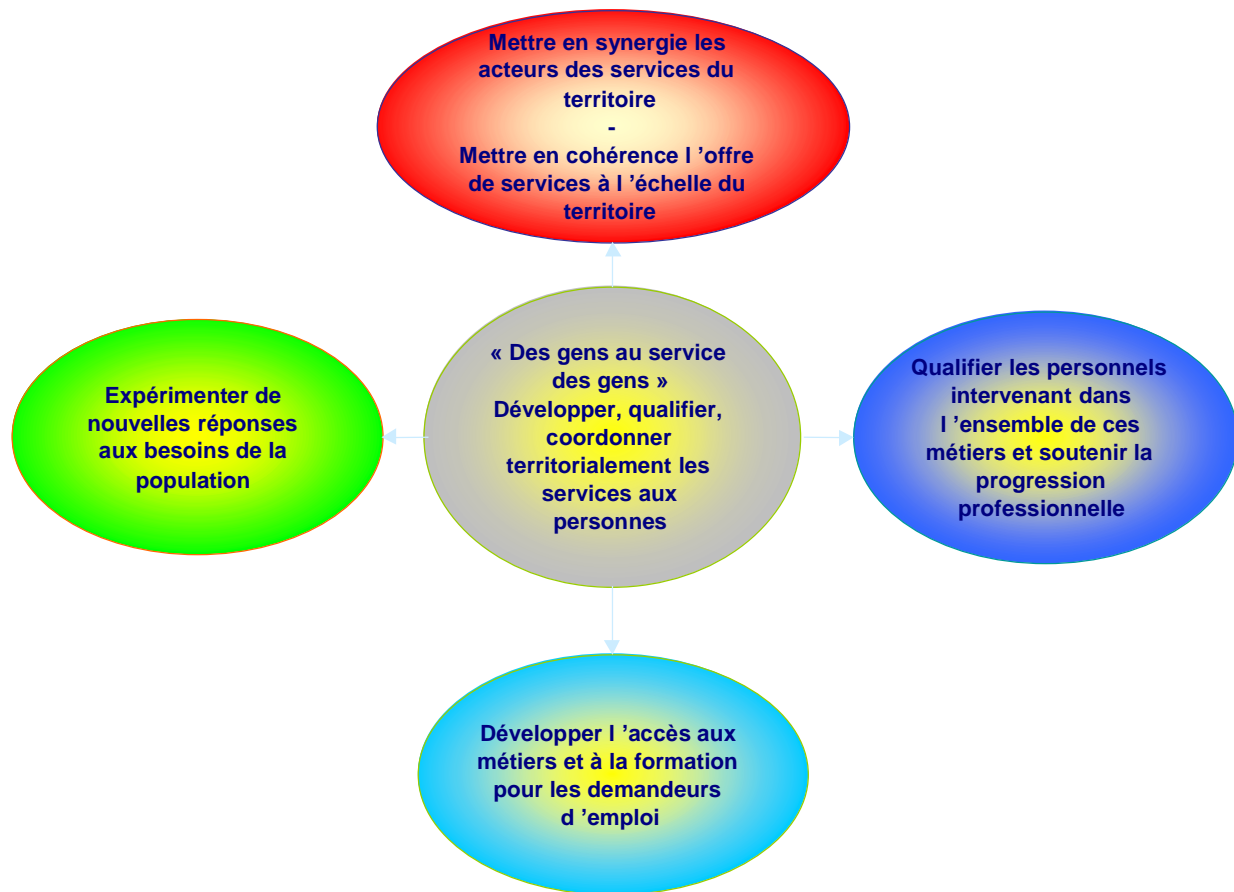 Mettre en synergie les
acteurs des services du
territoire
-
Mettre en cohérence l ’offre
de services à l ’échelle du
territoire
« Des gens au service
des gens »
Développer, qualifier,
coordonner
territorialement les
services aux
personnes
Expérimenter de
nouvelles réponses
aux besoins de la
population
Qualifier les personnels
intervenant dans
l ’ensemble de ces
métiers et soutenir la
progression
professionnelle
Développer l ’accès aux
métiers et à la formation
pour les demandeurs
d ’emploi